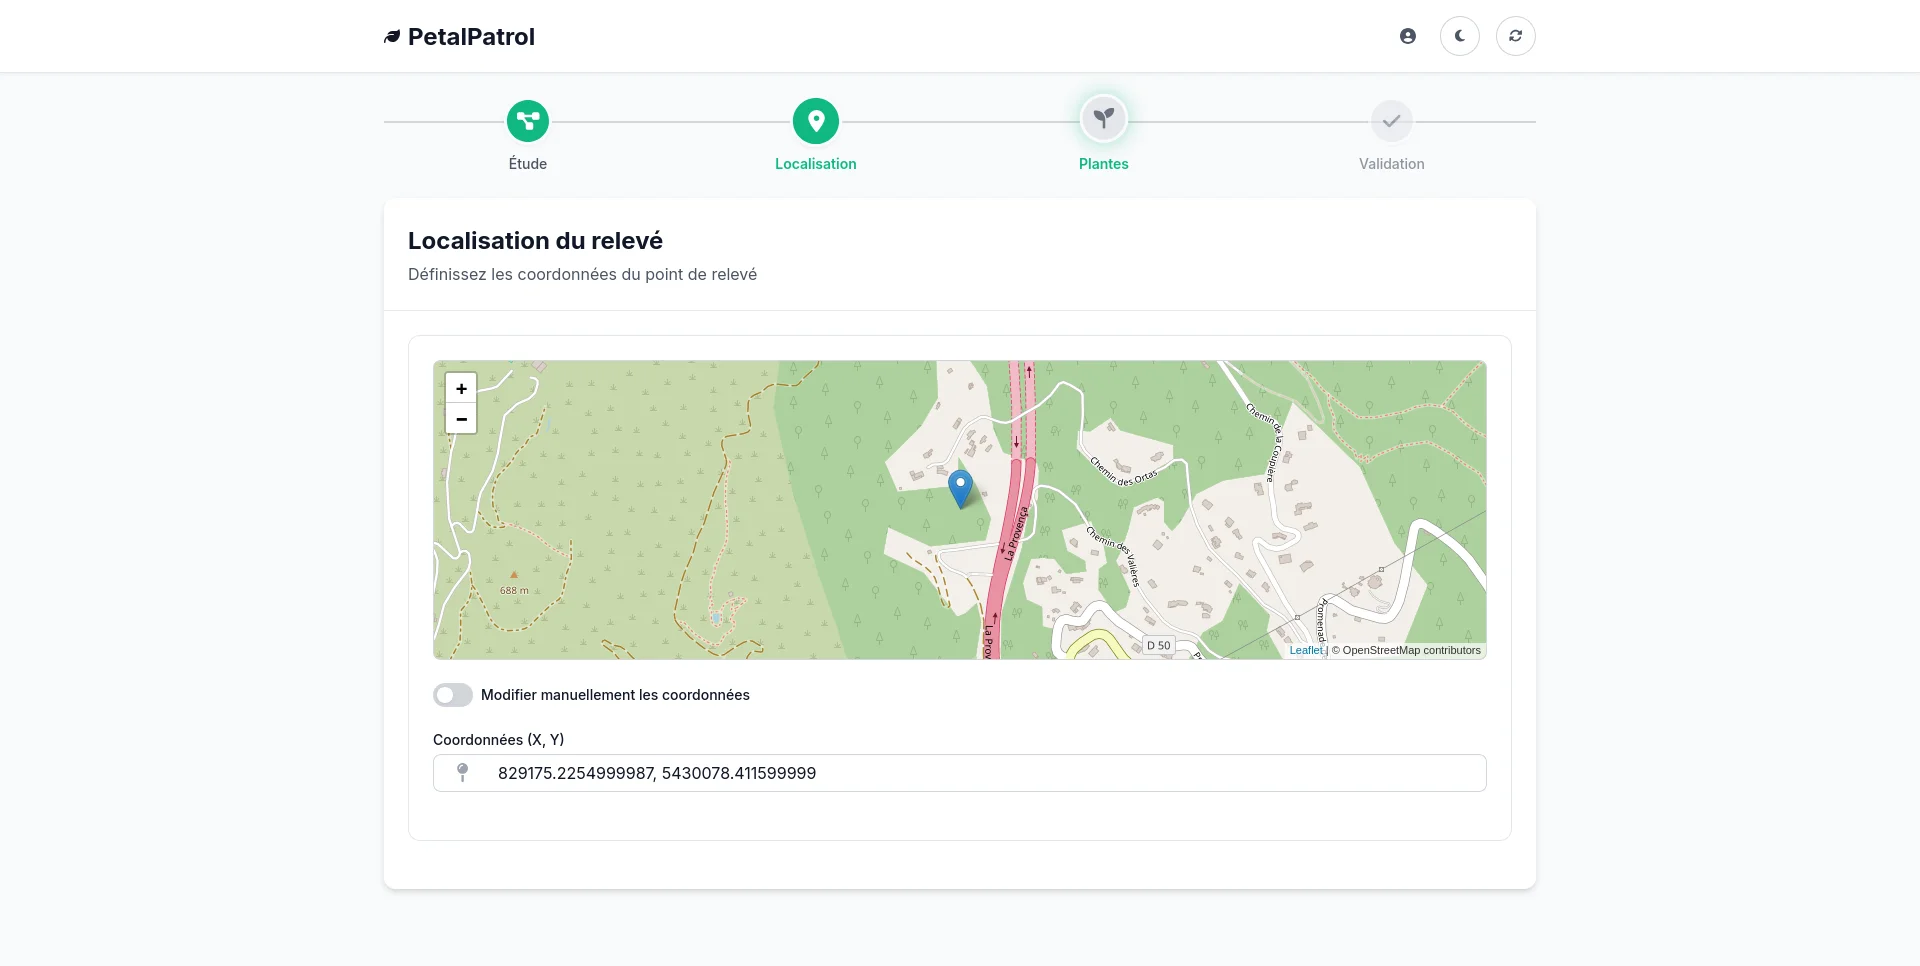 PetalPatrol
Étude
Localisation
Plantes
Validation
Localisation du relevé
Définissez les coordonnées du point de relevé
+
−
Chemin de la Coupière
Chemin des Ortas
La Provença
Chemin des Valières
688 m
La Prov
Promenad
D 50
Leaflet | © OpenStreetMap contributors
Modifier manuellement les coordonnées
Coordonnées (X, Y)
829175.2254999987, 5430078.411599999